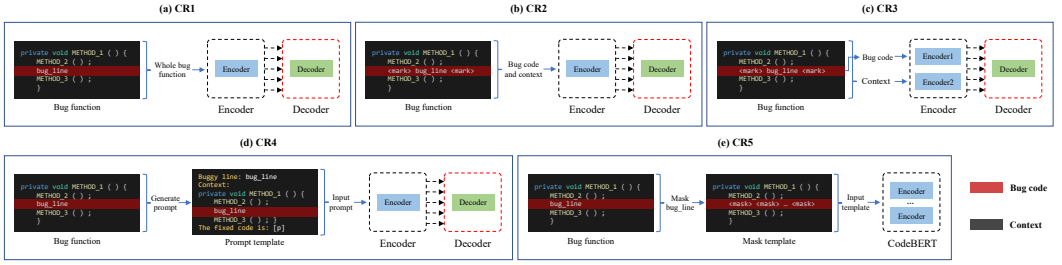 (a) CR1
private void METHOD_1 ( ) {
METHOD_2 ( ) ;
bug_line
METHOD_3 ( ) ;
}
Bug function
Whole bug
function
Encoder
Decoder
Encoder
Decoder
(b) CR2
private void METHOD_1 ( ) {
METHOD_2 ( ) ;
<mark> bug_line <mark>
METHOD_3 ( ) ;
}
Bug function
Bug code
and context
Encoder
Decoder
Encoder
Decoder
(c) CR3
private void METHOD_1 ( ) {
METHOD_2 ( ) ;
<mark> bug_line <mark>
METHOD_3 ( ) ;
}
Bug function
Bug code
Context
Encoder1
Encoder2
Decoder
Encoder
Decoder
(d) CR4
private void METHOD_1 ( ) {
METHOD_2 ( ) ;
bug_line
METHOD_3 ( ) ;
}
Bug function
Generate
prompt
Buggy line: bug_line
Context:
private void METHOD_1 ( ) {
METHOD_2 ( ) ;
bug_line
METHOD_3 ( ) ; }
The fixed code is: [p]
Prompt template
Input
prompt
Encoder
Decoder
Encoder
Decoder
(e) CR5
private void METHOD_1 ( ) {
METHOD_2 ( ) ;
bug_line
METHOD_3 ( ) ;
}
Bug function
Mask
bug_line
private void METHOD_1 ( ) {
METHOD_2 ( ) ;
<mask> <mask> … <mask>
METHOD_3 ( ) ;
}
Mask template
Input
template
Encoder
...
Encoder
CodeBERT
Bug code
Context